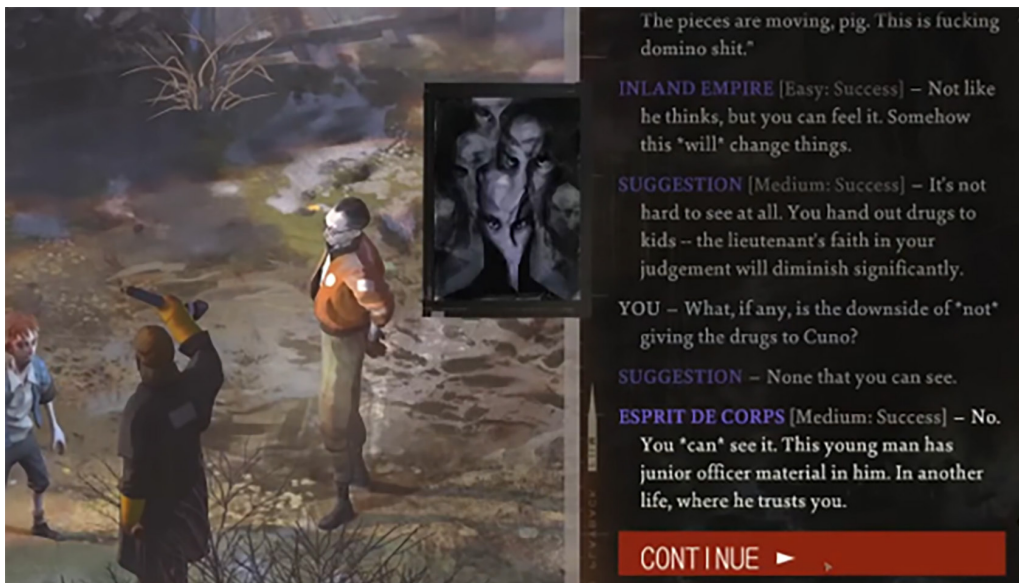 The pieces are moving, pig. This is fucking
domino shit."
INLAND EMPIRE [Easy: Success] – Not like
he thinks, but you can feel it. Somehow
this *will* change things.
SUGGESTION [Medium: Success] – It's not
hard to see at all. You hand out drugs to
kids -- the lieutenant's faith in your
judgement will diminish significantly.
YOU – What, if any, is the downside of *not*
giving the drugs to Cuno?
SUGGESTION – None that you can see.
ESPRIT DE CORPS [Medium: Success] – No.
You *can* see it. This young man has
junior officer material in him. In another
life, where he trusts you.
CONTINUE ►